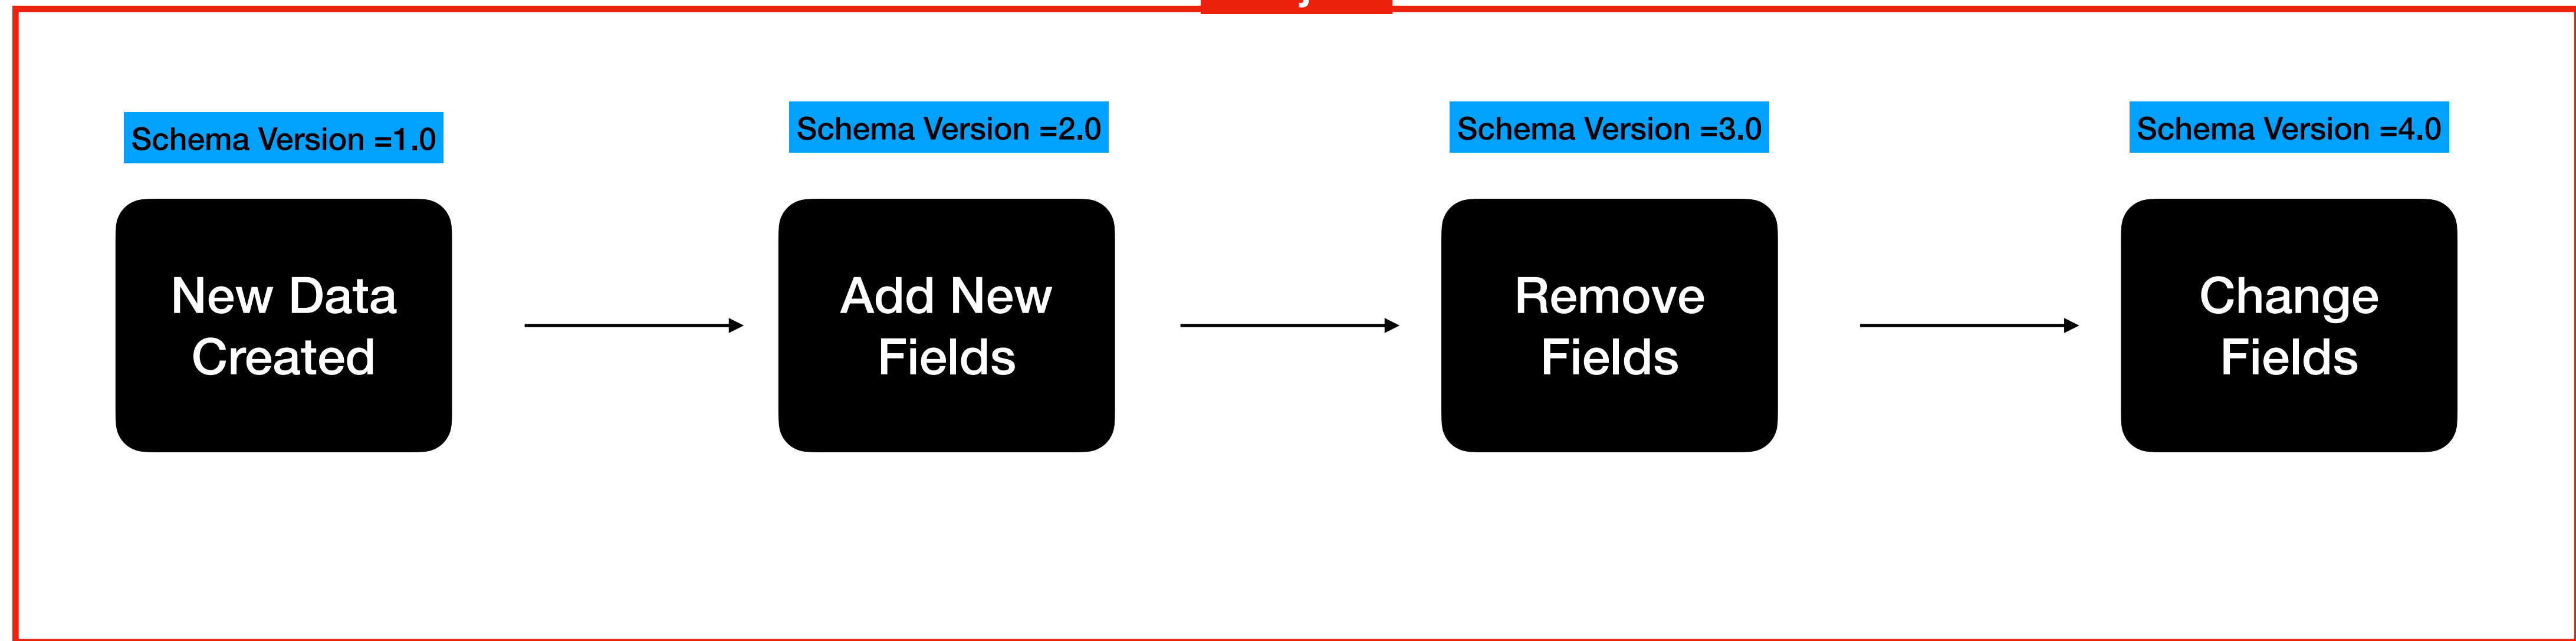 Schema Version =1.0
Schema Version =2.0
Schema Version =3.0
Schema Version =4.0
New Data
Created
Add New
Fields
Remove
Fields
Change
Fields